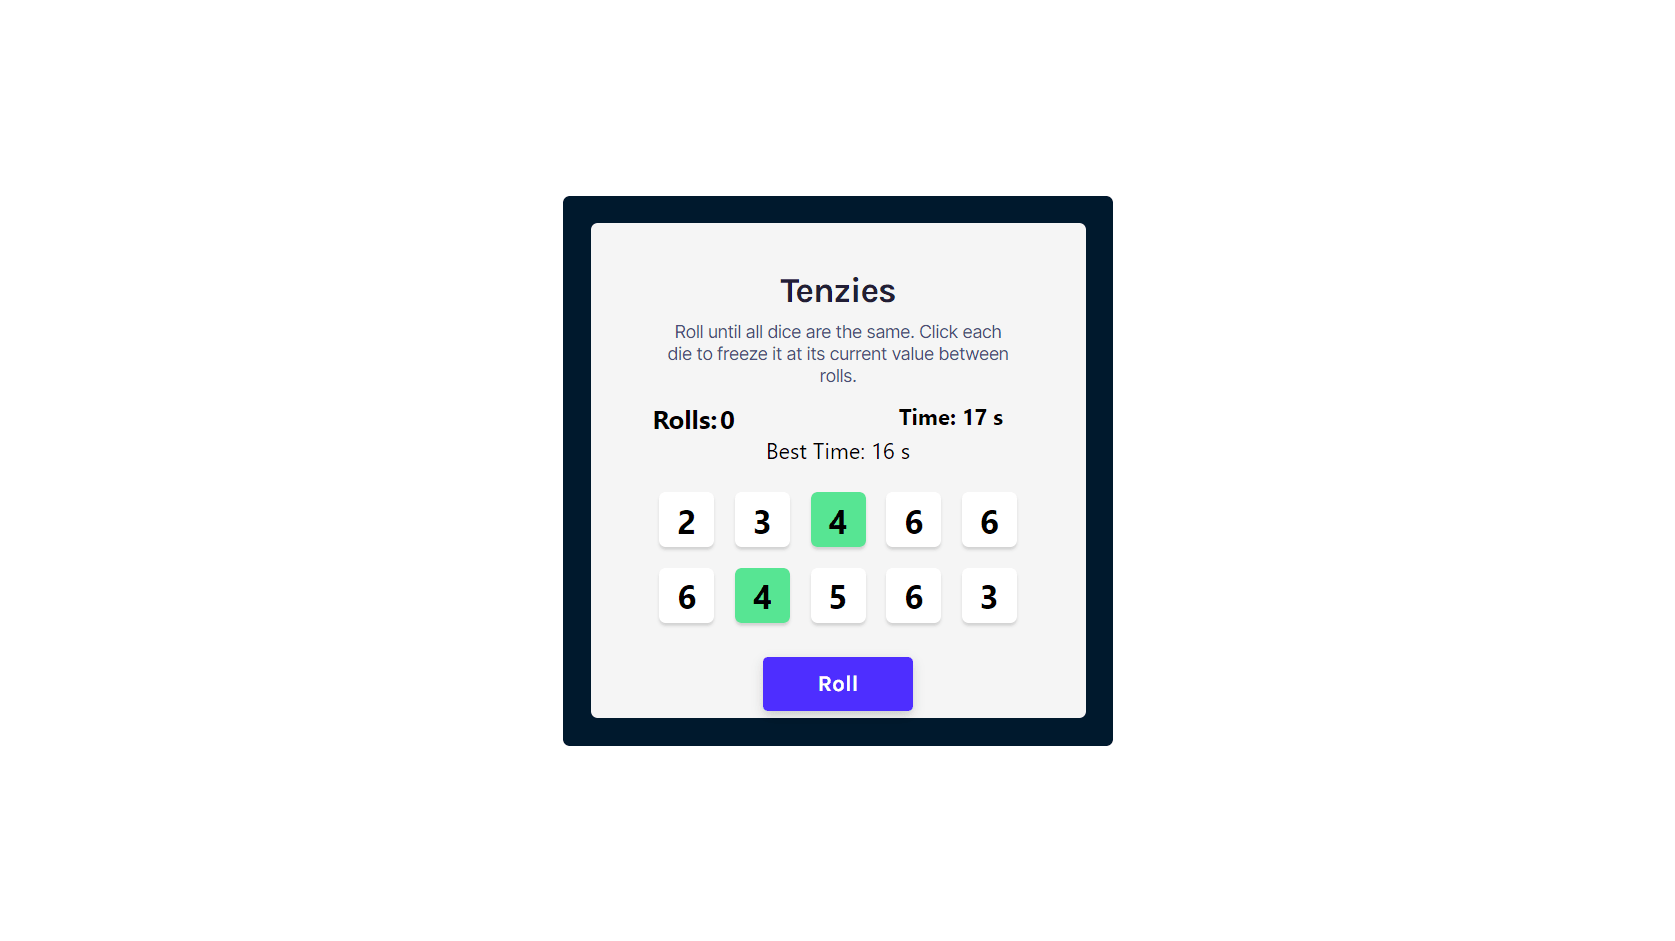 Tenzies
Roll until all dice are the same. Click each
die to freeze it at its current value between
rolls.
Rolls: 0 Time: 17 s
Best Time: 16 s
2 3 4 6 6
6 4 5 6 3
Roll